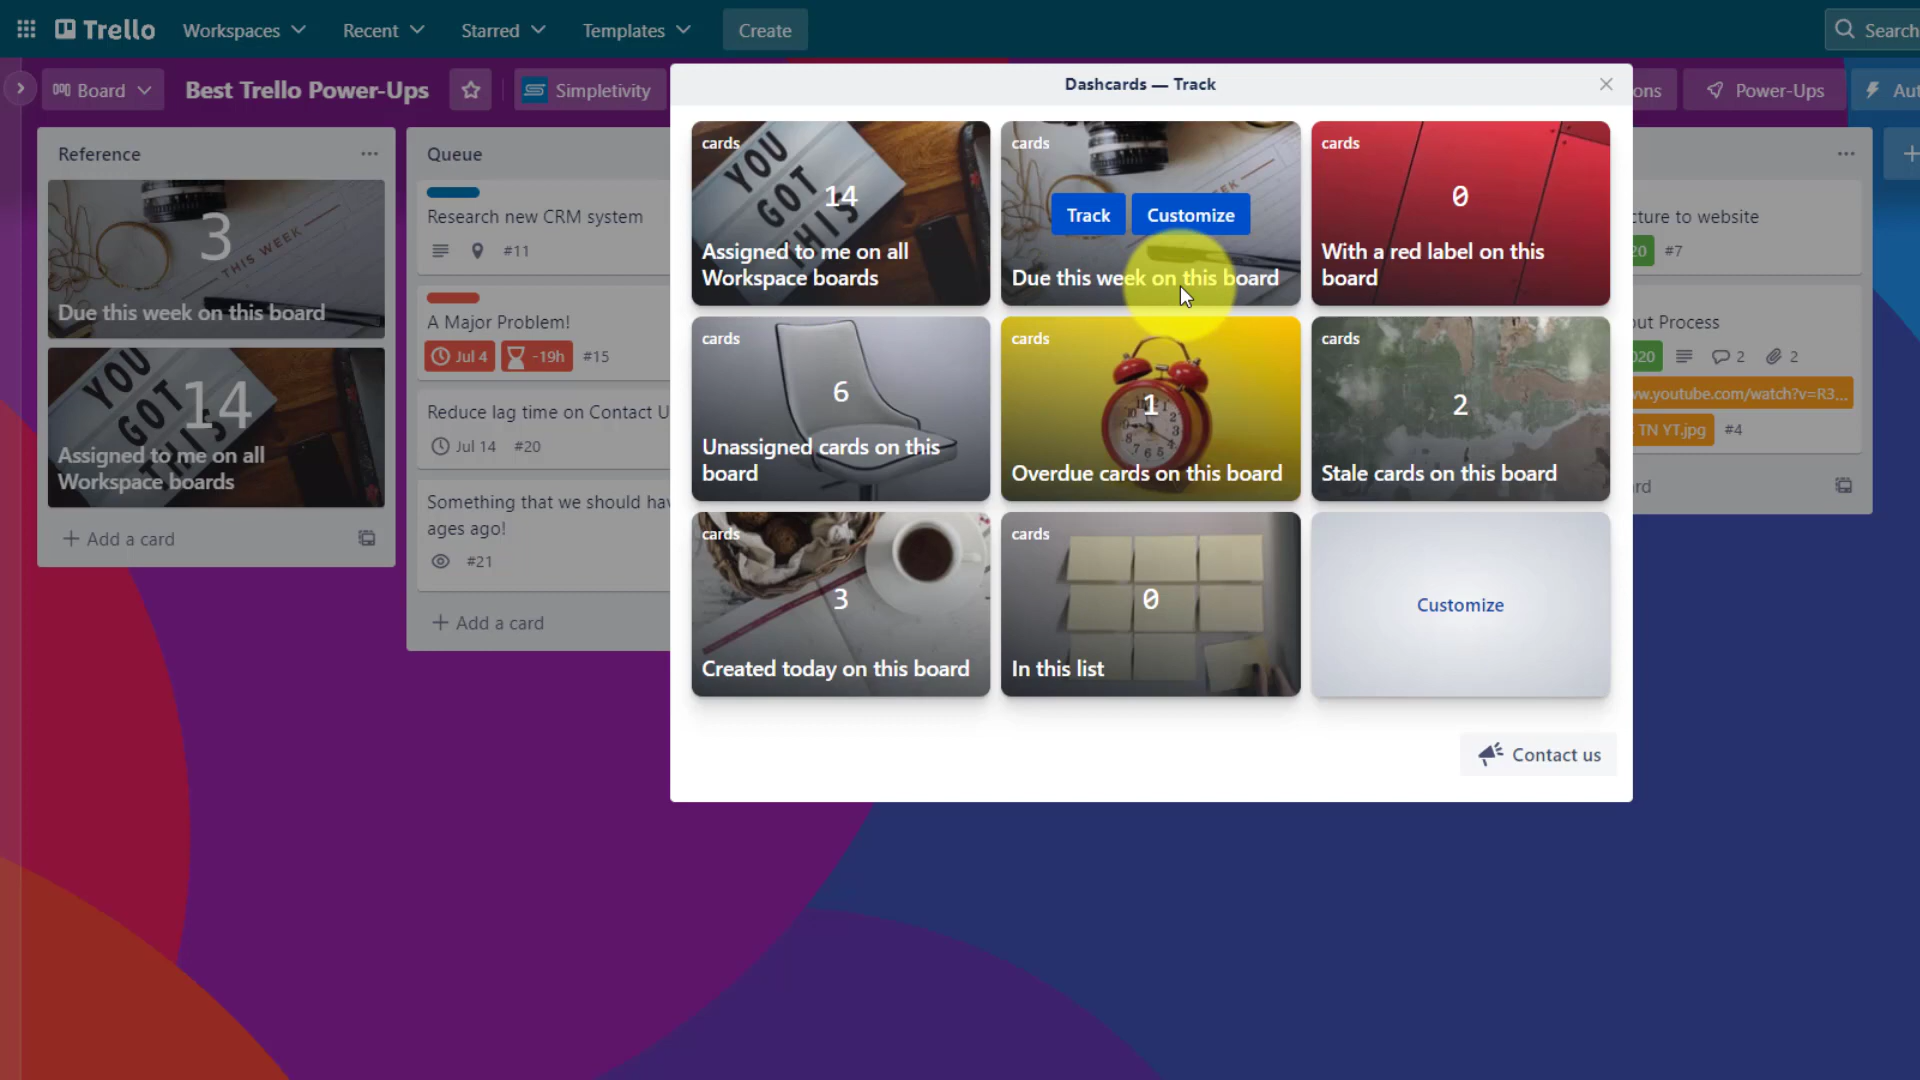 Trello
Workspaces
Recent
Starred
Templates
Create
Search
Board
Best Trello Power-Ups
Simpletivity
Power-Ups
Dashcards — Track
Reference
3
THIS WEEK
Due this week on this board
YOU
GOT
THIS
14
Assigned to me on all
Workspace boards
+ Add a card
Queue
Research new CRM system
#11
A Major Problem!
Jul 4
-19h
#15
Reduce lag time on Contact U
Jul 14
#20
Something that we should hav
ages ago!
#21
+ Add a card
cards
YOU
GOT
THIS
14
Assigned to me on all
Workspace boards
cards
WEEK
Track
Customize
Due this week on this board
cards
0
With a red label on this
board
cards
6
Unassigned cards on this
board
cards
1
Overdue cards on this board
cards
2
Stale cards on this board
cards
3
Created today on this board
cards
0
In this list
Customize
Contact us
cture to website
20
#7
out Process
020
2
2
ww.youtube.com/watch?v=R3...
TN YT.jpg
#4